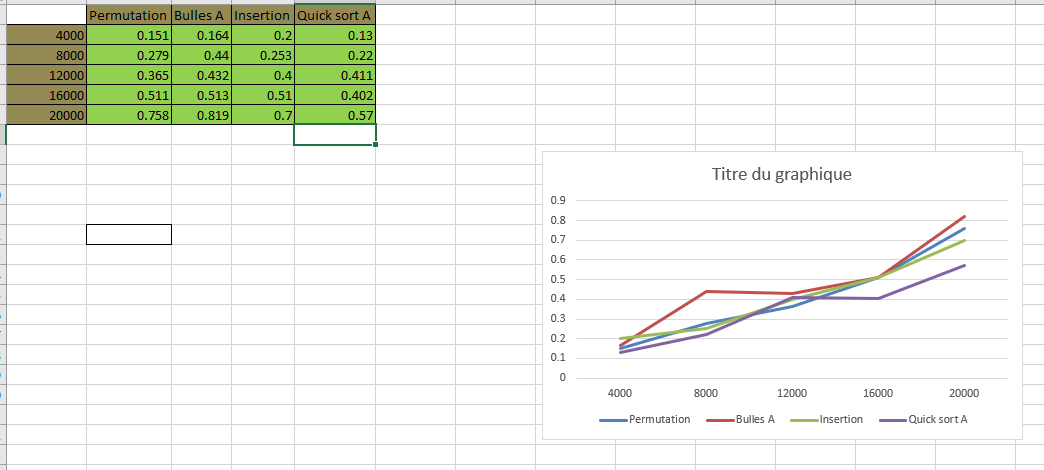 Permutation Bulles A Insertion Quick sort A
4000 0.151 0.164 0.2 0.13
8000 0.279 0.44 0.253 0.22
12000 0.365 0.432 0.4 0.411
16000 0.511 0.513 0.51 0.402
20000 0.758 0.819 0.7 0.57
Titre du graphique
0.9
0.8
0.7
0.6
0.5
0.4
0.3
0.2
0.1
0
4000 8000 12000 16000 20000
Permutation Bulles A Insertion Quick sort A